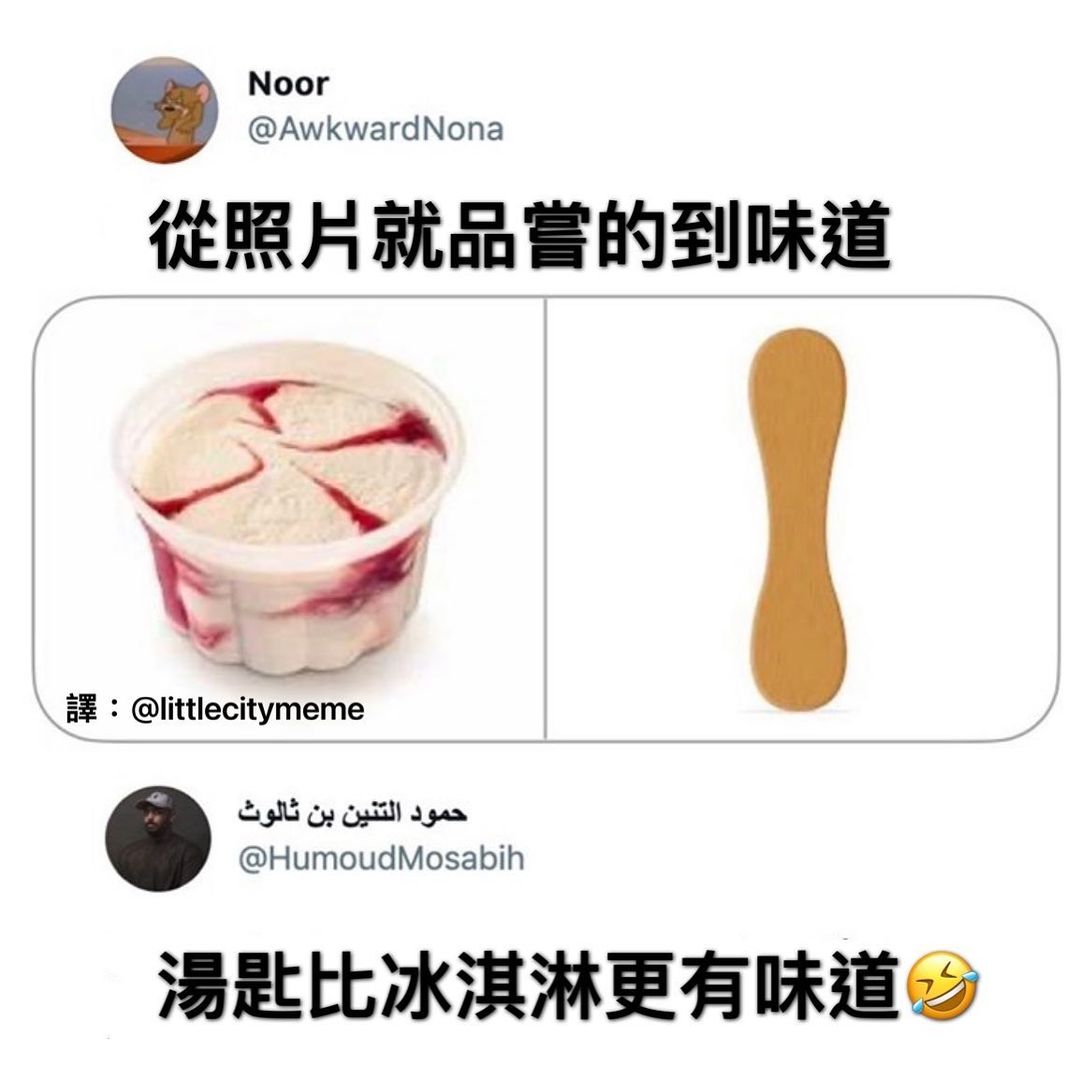 Noor
@AwkwardNona
從照片就品嘗的到味道
譯：@littlecitymeme
حمود التنين بن ثالوث
@HumoudMosabih
湯匙比冰淇淋更有味道🤣